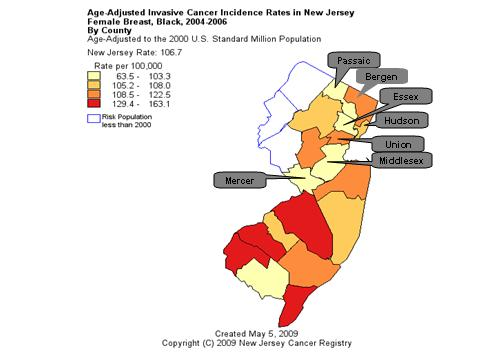 Age-Adjusted Invasive Cancer Incidence Rates in New Jersey
Female Breast, Black, 2004-2006
By County
Age-Adjusted to the 2000 U.S. Standard Million Population
New Jersey Rate: 106.7
Rate per 100,000
63.5 - 103.3
105.2 - 108.0
108.5 - 122.5
129.4 - 163.1
Risk Population
less than 2000
Passaic
Bergen
Essex
Hudson
Union
Middlesex
Mercer
Created May 5, 2009
Copyright (C) 2009 New Jersey Cancer Registry